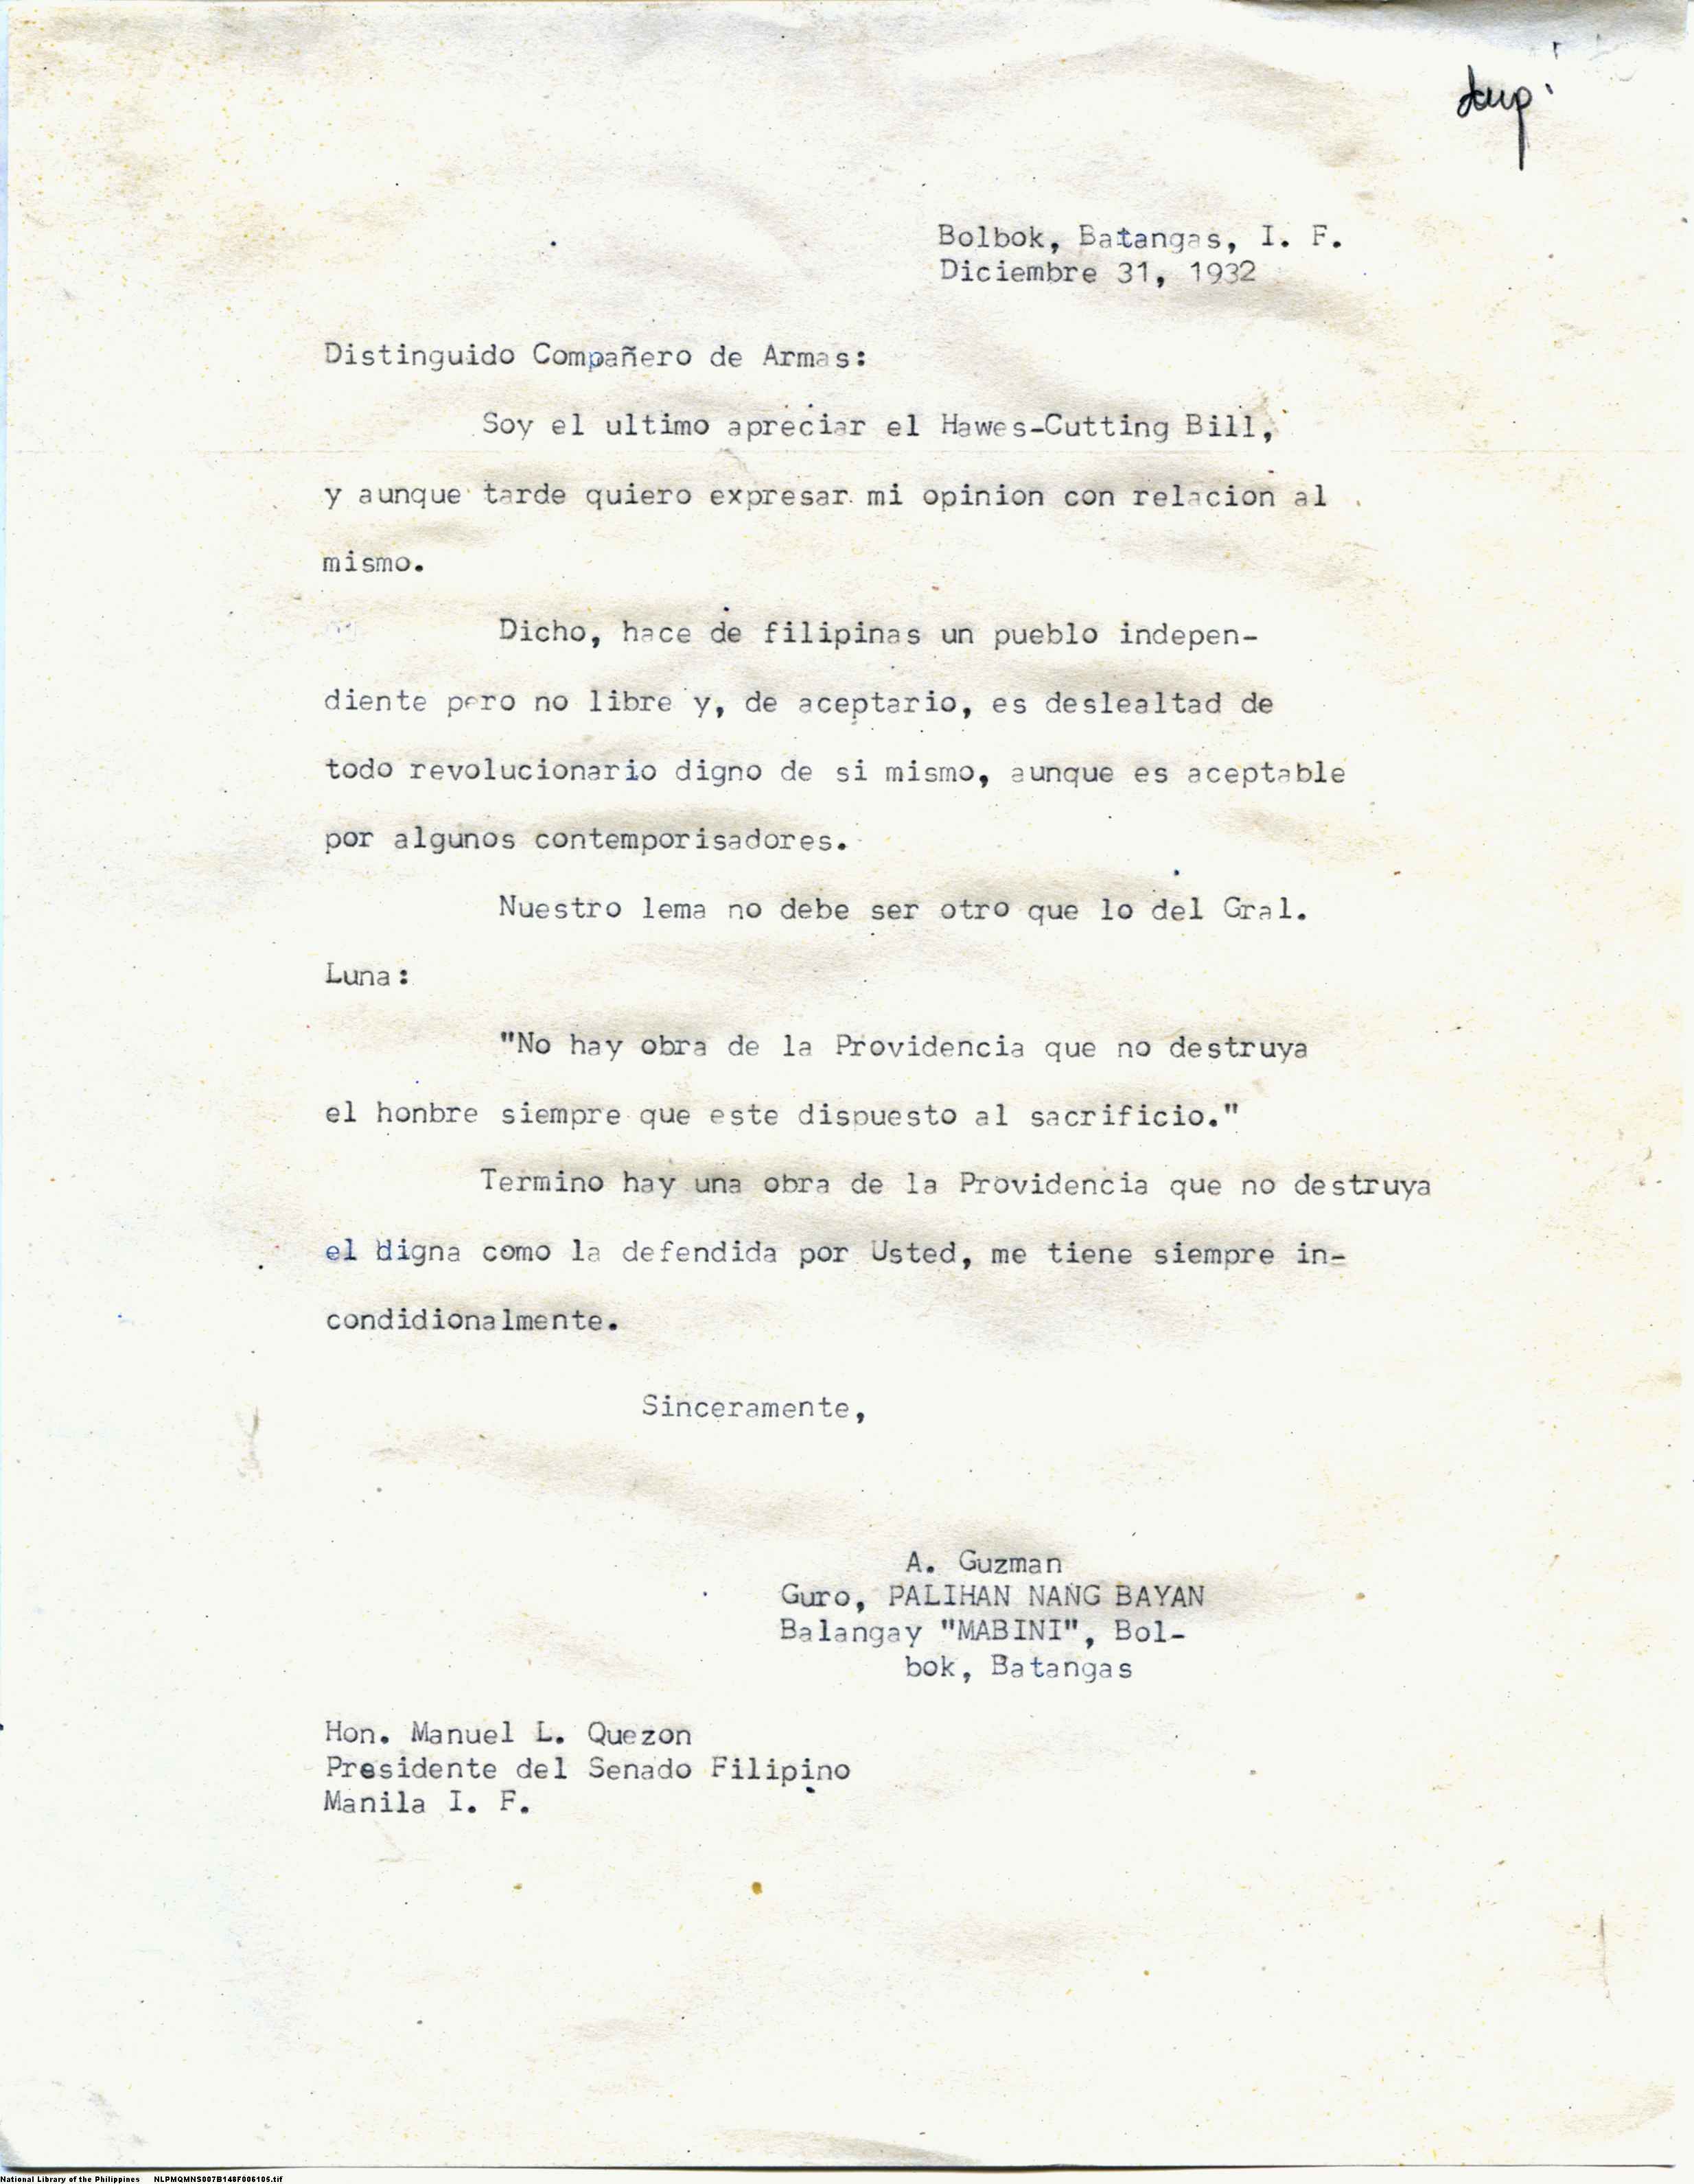 dup.
Bolbok, Batangas, I. F.
Diciembre 31, 1932
Distinguido Compañero de Armas:
Soy el ultimo apreciar el Hawes-Cutting Bill,
y aunque tarde quiero expresar mi opinion con relacion al
mismo.
Dicho, hace de filipinas un pueblo indepen-
diente pero no libre y, de aceptario, es deslealtad de
todo revolucionario digno de si mismo, aunque es aceptable
por algunos contemporisadores.
Nuestro lema no debe ser otro que lo del Gral.
Luna:
"No hay obra de la Providencia que no destruya
el honbre siempre que este dispuesto al sacrificio."
Termino hay una obra de la Providencia que no destruya
el digna como la defendida por Usted, me tiene siempre in-
condidionalmente.
Sinceramente,
A. Guzman
Guro, PALIHAN NANG BAYAN
Balangay "MABINI", Bol-
bok, Batangas
Hon. Manuel L. Quezon
Presidente del Senado Filipino
Manila I. F.
National Library of the Philippines NLPMQMNS007B148F006105.tif